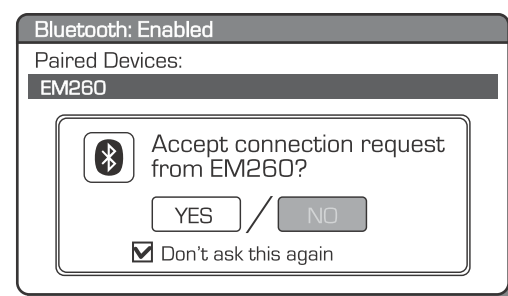 Bluetooth: Enabled
Paired Devices:
EM260
Accept connection request
from EM260?
YES / NO
Don't ask this again